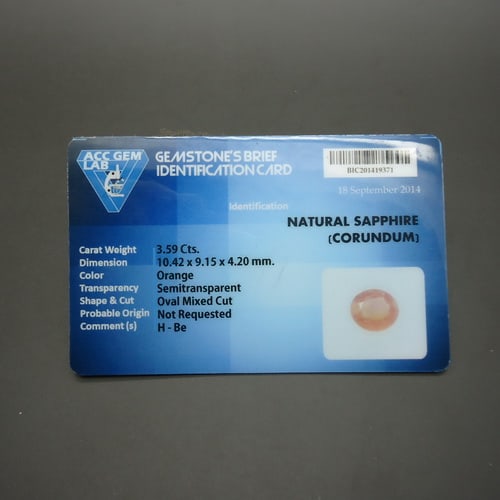 ACC GEM
LAB
GEMSTONE'S BRIEF
IDENTIFICATION CARD
BIC201419371
18 September 2014
Identification
NATURAL SAPPHIRE
(CORUNDUM)
Carat Weight 3.59 Cts.
Dimension 10.42 x 9.15 x 4.20 mm.
Color Orange
Transparency Semitransparent
Shape & Cut Oval Mixed Cut
Probable Origin Not Requested
Comment (s) H - Be